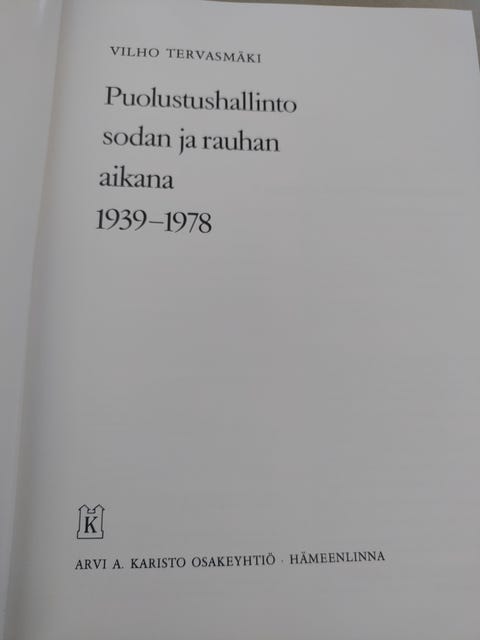 VILHO TERVASMÄKI
Puolustushallinto
sodan ja rauhan
aikana
1939–1978
K
ARVI A. KARISTO OSAKEYHTIÖ · HÄMEENLINNA